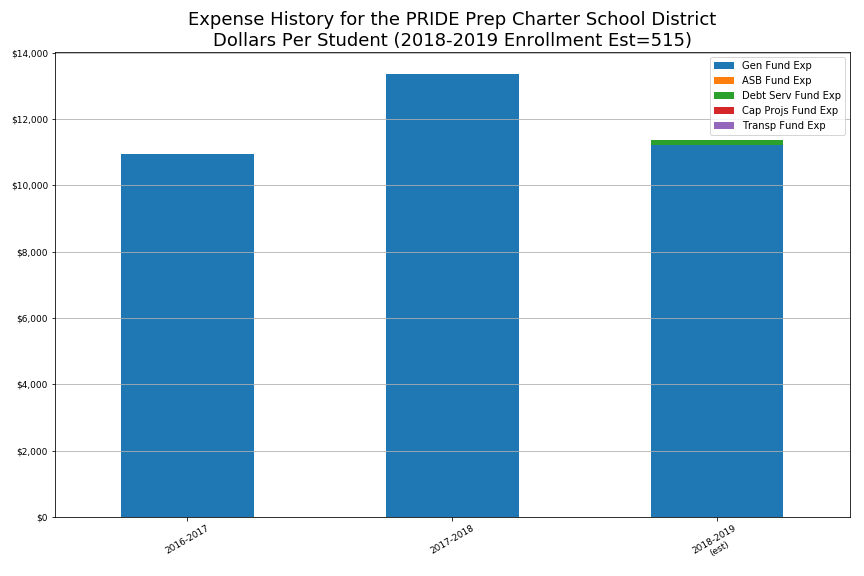 Expense History for the PRIDE Prep Charter School District
Dollars Per Student (2018-2019 Enrollment Est=515)
$14,000
$12,000
$10,000
$8,000
$6,000
$4,000
$2,000
$0
Gen Fund Exp
ASB Fund Exp
Debt Serv Fund Exp
Cap Projs Fund Exp
Transp Fund Exp
2016-2017
2017-2018
2018-2019
(est)